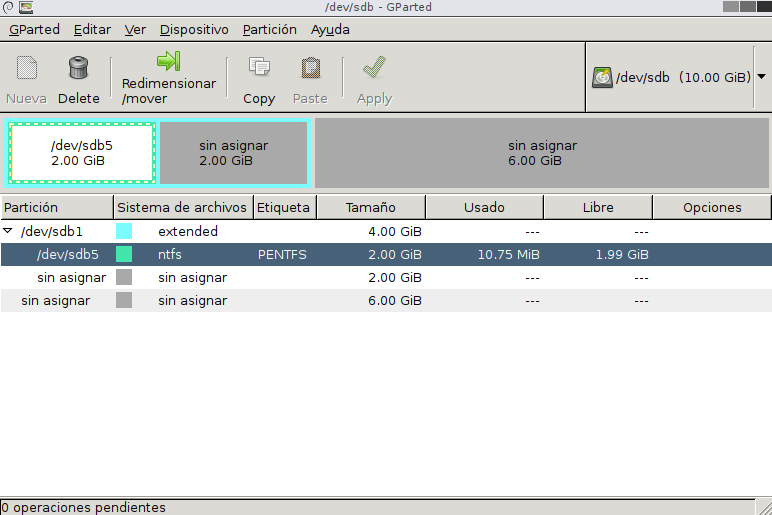 /dev/sdb - GParted
GParted Editar Ver Dispositivo Partición Ayuda
Nueva Delete Redimensionar
/mover Copy Paste Apply
/dev/sdb (10.00 GiB)
/dev/sdb5
2.00 GiB
sin asignar
2.00 GiB
sin asignar
6.00 GiB
Partición Sistema de archivos Etiqueta Tamaño Usado Libre Opciones
/dev/sdb1 extended 4.00 GiB --- ---
/dev/sdb5 ntfs PENTFS 2.00 GiB 10.75 MiB 1.99 GiB
sin asignar sin asignar 2.00 GiB --- ---
sin asignar sin asignar 6.00 GiB --- ---
0 operaciones pendientes